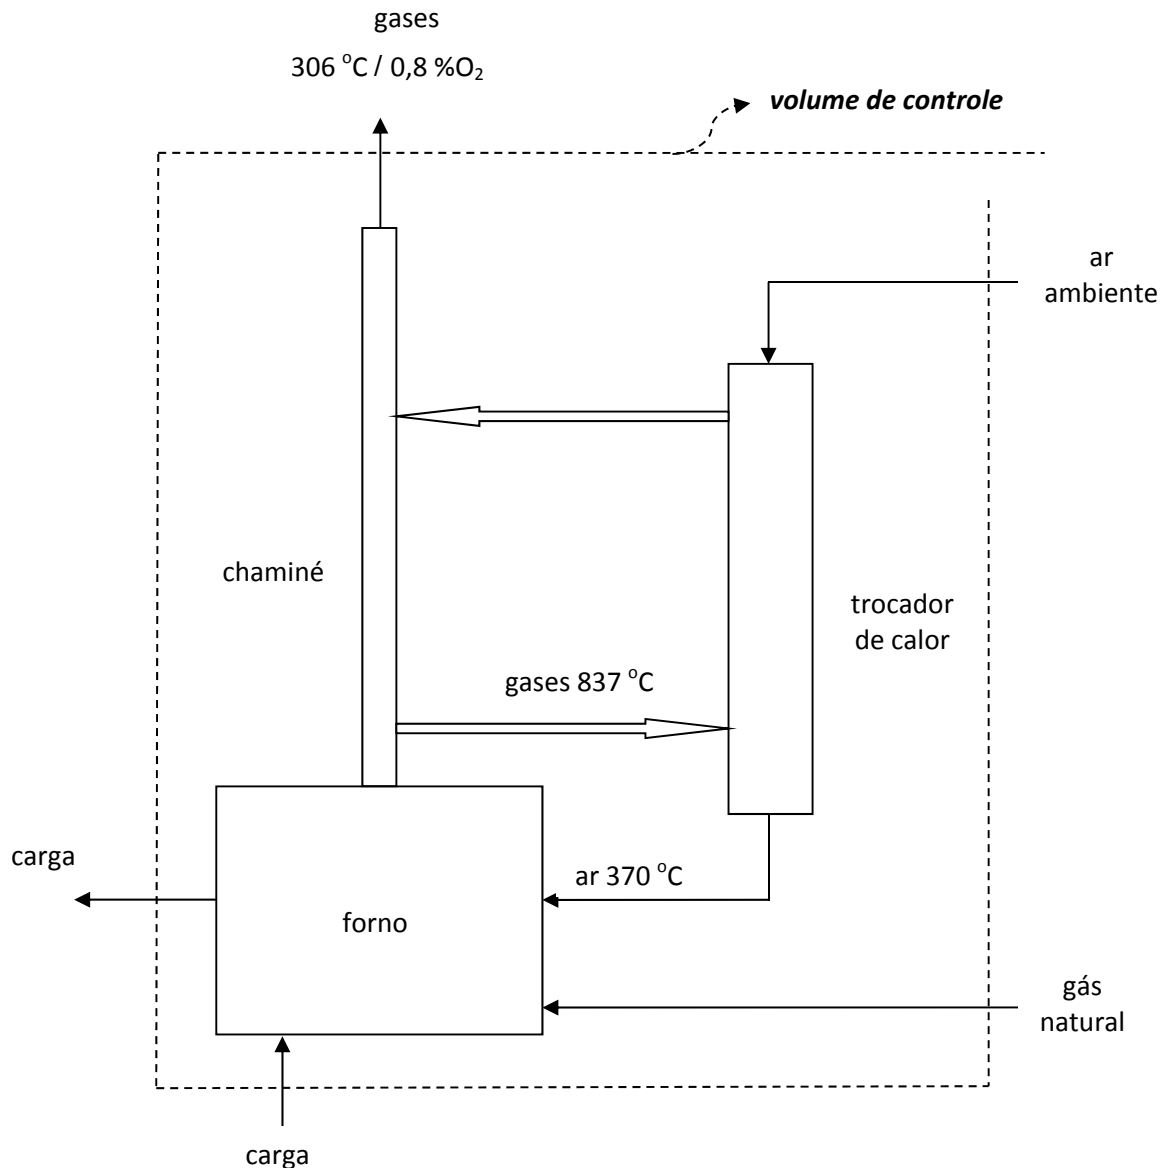 gases
306 °C / 0,8 %O₂
volume de controle
ar
ambiente
chaminé
trocador
de calor
gases 837 °C
carga
ar 370 °C
forno
gás
natural
carga